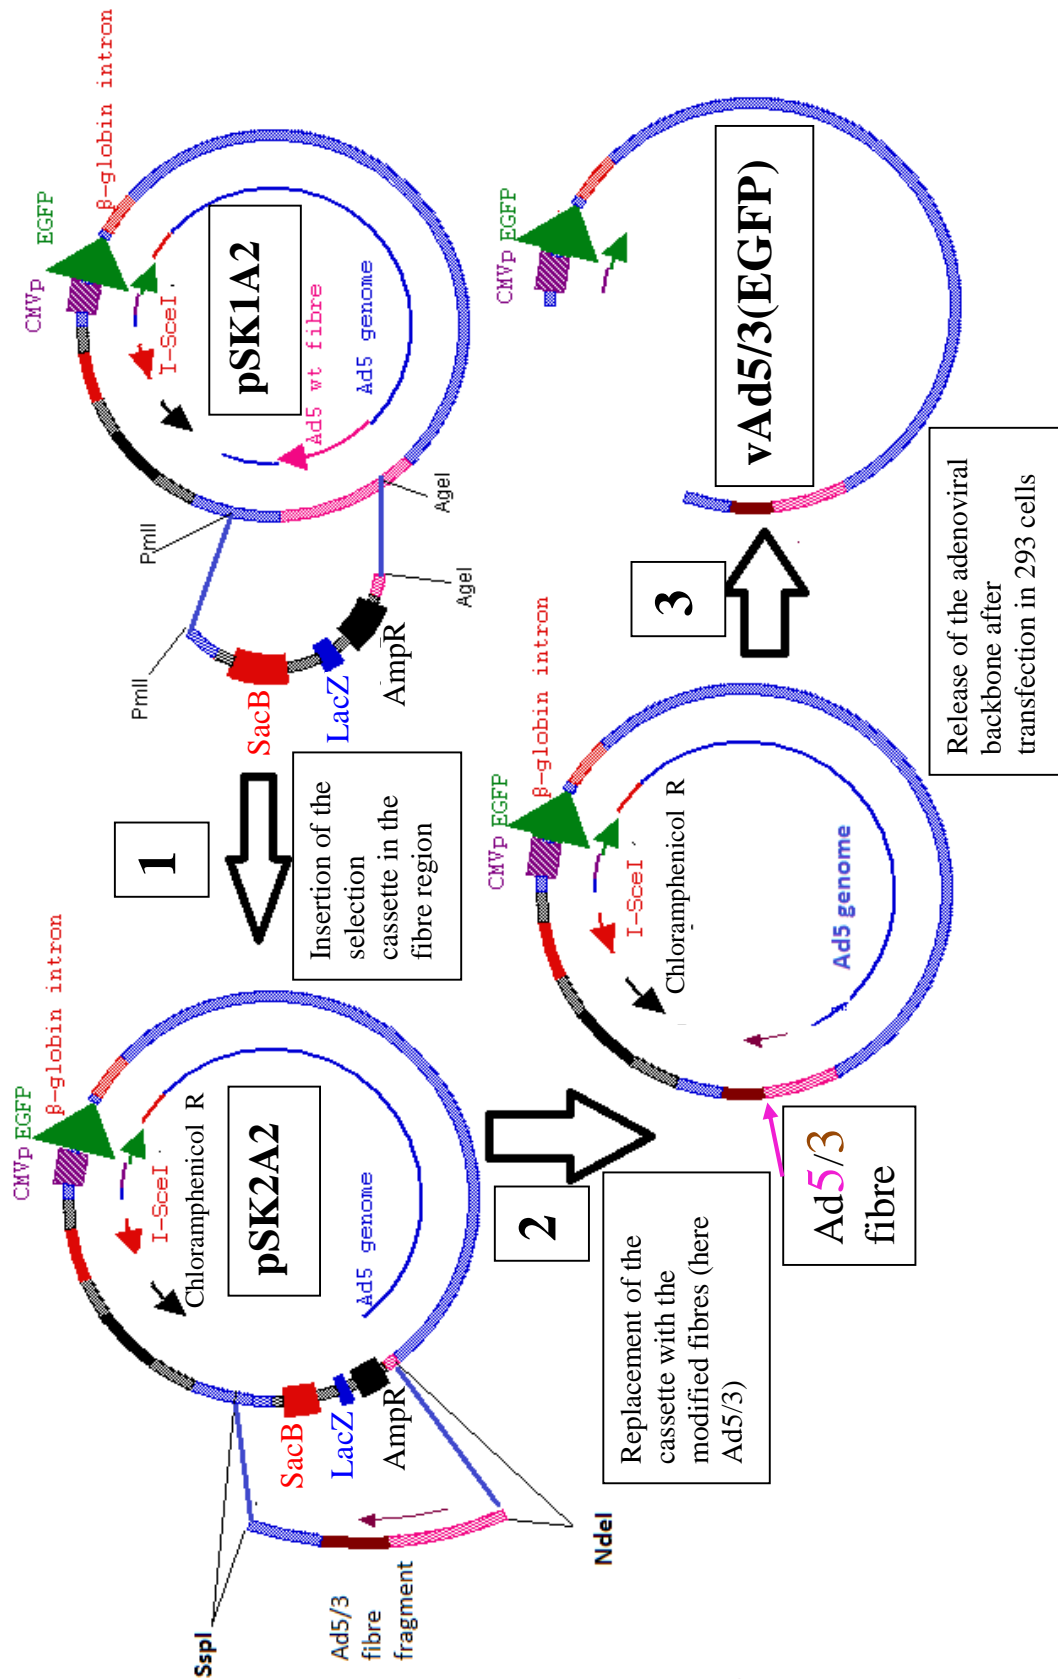 CMVp EGFP
β-globin intron
I-SceI
Chloramphenicol R
pSK2A2
Ad5 genome
SacB
LacZ
AmpR
SspI
NdeI
Ad5/3
fibre
fragment
1
Insertion of the
selection
cassette in the
fibre region
CMVp
EGFP
β-globin intron
I-SceI
pSK1A2
Ad5 wt fibre
Ad5 genome
PmlI
PmlI
AgeI
AgeI
SacB
LacZ
AmpR
2
Replacement of the
cassette with the
modified fibres (here
Ad5/3)
CMVp EGFP
β-globin intron
I-SceI
Chloramphenicol R
Ad5 genome
Ad5/3
fibre
3
Release of the adenoviral
backbone after
transfection in 293 cells
CMVp EGFP
vAd5/3(EGFP)